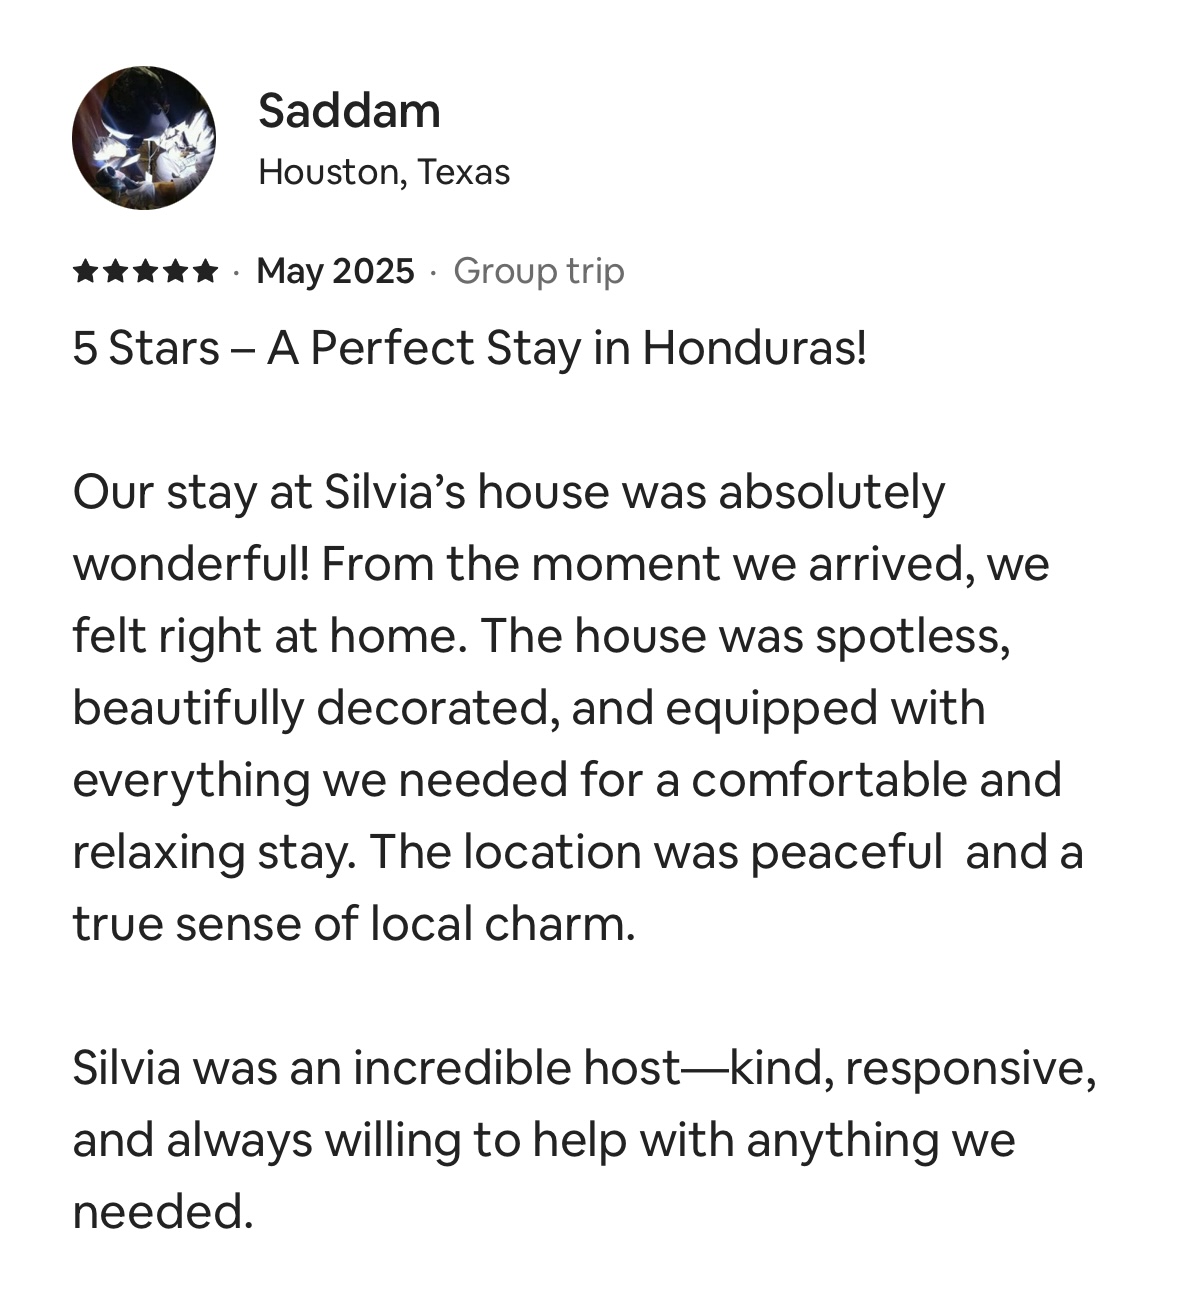 Saddam
Houston, Texas
★★★★★ · May 2025 · Group trip
5 Stars – A Perfect Stay in Honduras!
Our stay at Silvia’s house was absolutely
wonderful! From the moment we arrived, we
felt right at home. The house was spotless,
beautifully decorated, and equipped with
everything we needed for a comfortable and
relaxing stay. The location was peaceful  and a
true sense of local charm.
Silvia was an incredible host—kind, responsive,
and always willing to help with anything we
needed.